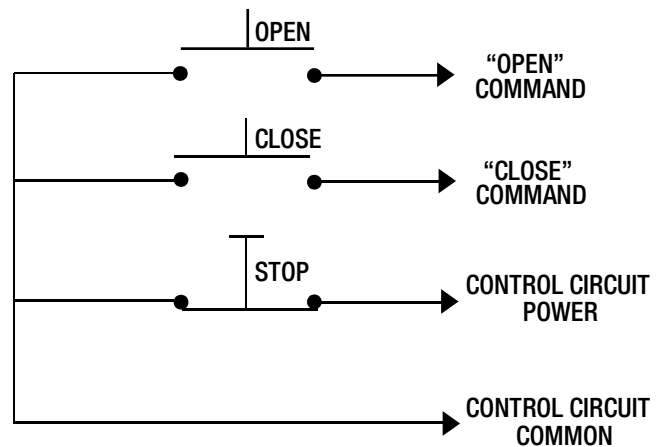 OPEN
“OPEN”
COMMAND
CLOSE
“CLOSE”
COMMAND
STOP
CONTROL CIRCUIT
POWER
CONTROL CIRCUIT
COMMON